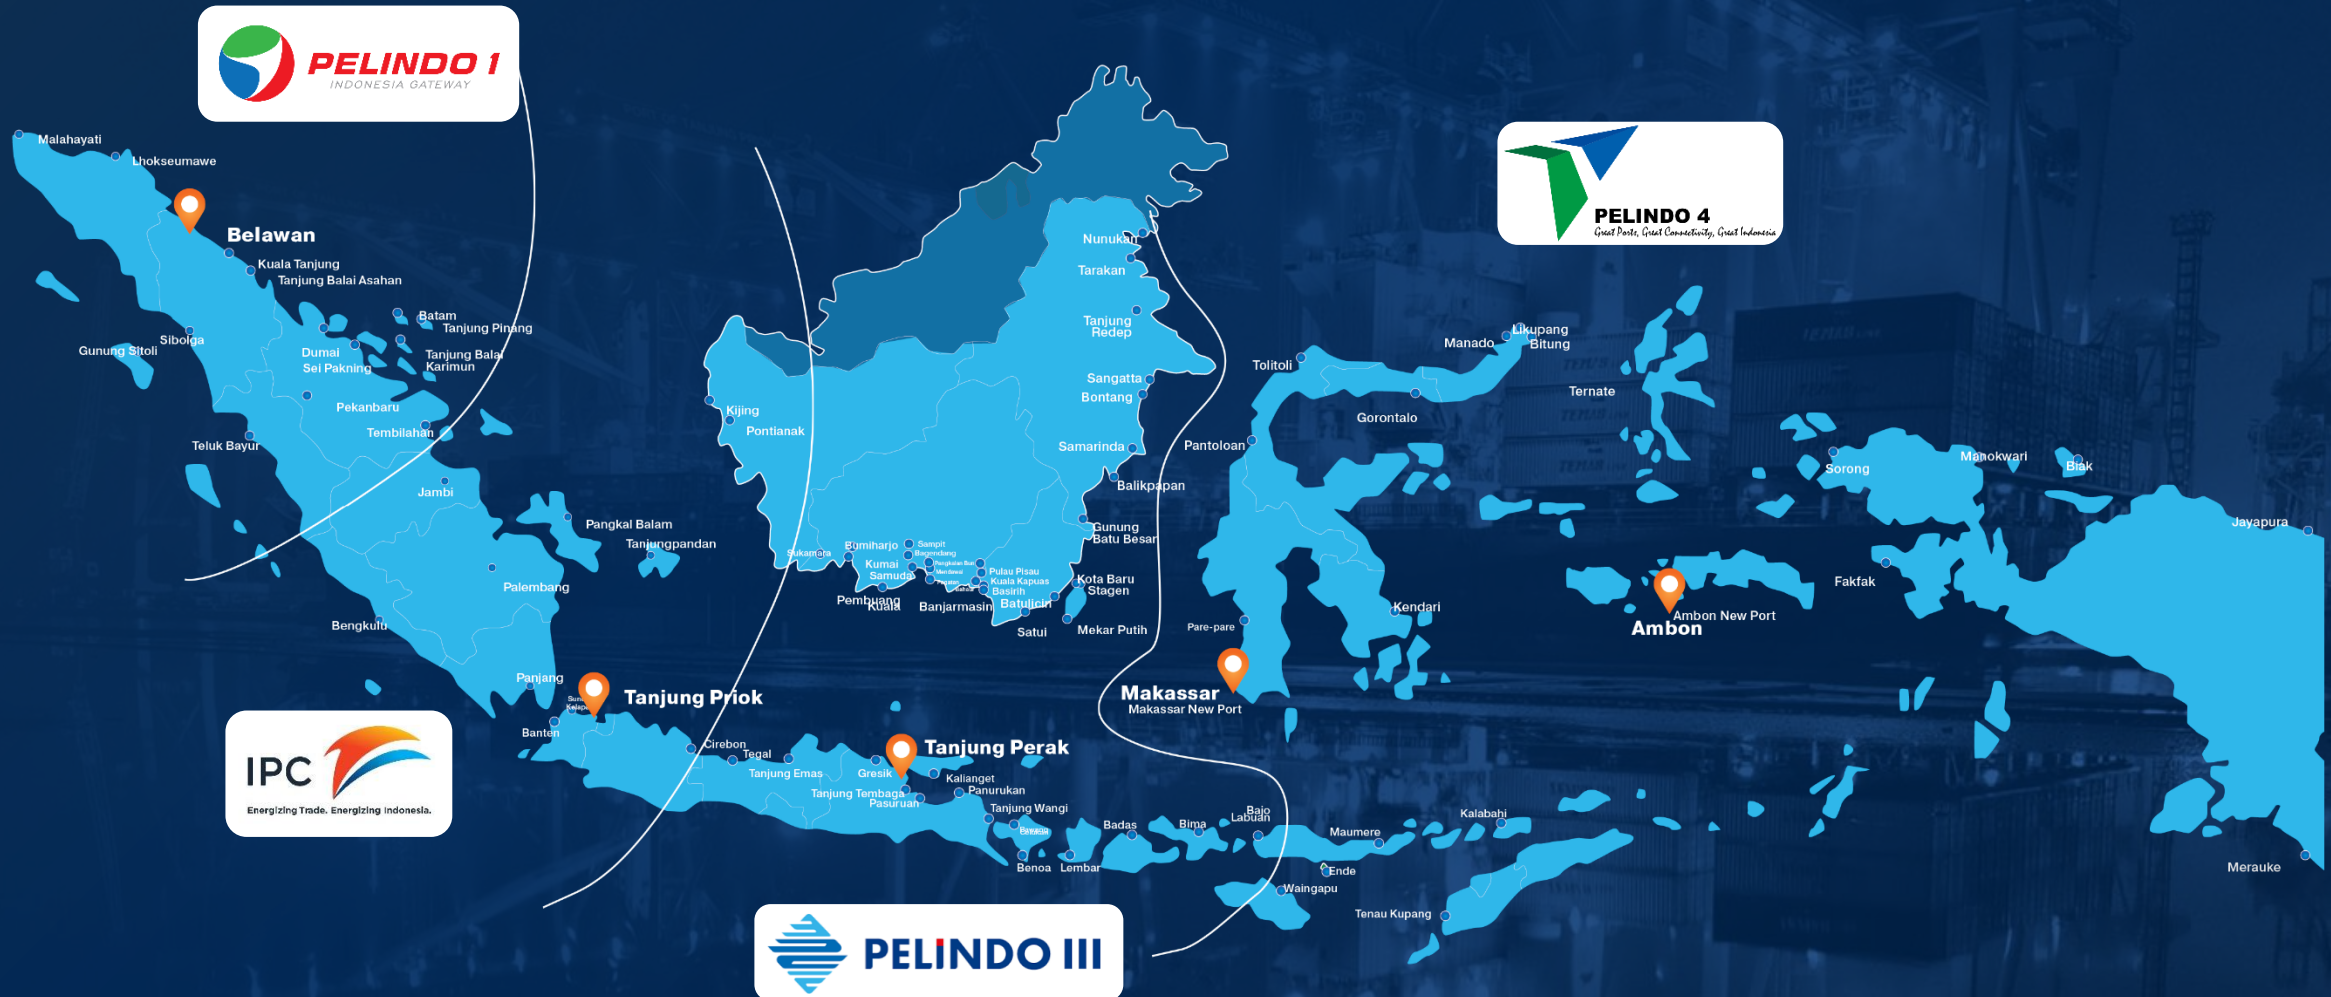 PELINDO 1
INDONESIA GATEWAY
Malahayati
Lhokseumawe
Belawan
Kuala Tanjung
Tanjung Balai Asahan
Batam
Tanjung Pinang
Sibolga
Gunung Sitoli
Dumai
Sei Pakning
Tanjung Balai
Karimun
Pekanbaru
Tembilahan
Teluk Bayur
Jambi
Pangkal Balam
Tanjungpandan
Palembang
Bengkulu
Panjang
Sunda
Kelapa
Tanjung Priok
Banten
IPC
Energizing Trade. Energizing Indonesia.
Kijing
Pontianak
Nunukan
Tarakan
Tanjung
Redep
Sangatta
Bontang
Samarinda
Balikpapan
Gunung
Batu Besar
Sukamara
Bumiharjo
Sampit
Bagendang
Pangkalan Bun
Kumai
Samuda
Mendawai
Pulau Pisau
Kuala Kapuas
Basirih
Pembuang
Kuala
Banjarmasin
Batulicin
Kota Baru
Stagen
Satui
Mekar Putih
Cirebon
Tegal
Tanjung Emas
Gresik
Tanjung Perak
Kalianget
Panurukan
Tanjung Tembaga
Pasuruan
Tanjung Wangi
Benoa
Lembar
Badas
Bima
Bajo
Labuan
PELINDO III
PELINDO 4
Great Ports, Great Connectivity, Great Indonesia
Likupang
Manado
Bitung
Tolitoli
Ternate
Gorontalo
Pantoloan
Sorong
Manokwari
Biak
Jayapura
Fakfak
Kendari
Pare-pare
Ambon New Port
Ambon
Makassar
Makassar New Port
Maumere
Kalabahi
Ende
Waingapu
Tenau Kupang
Merauke